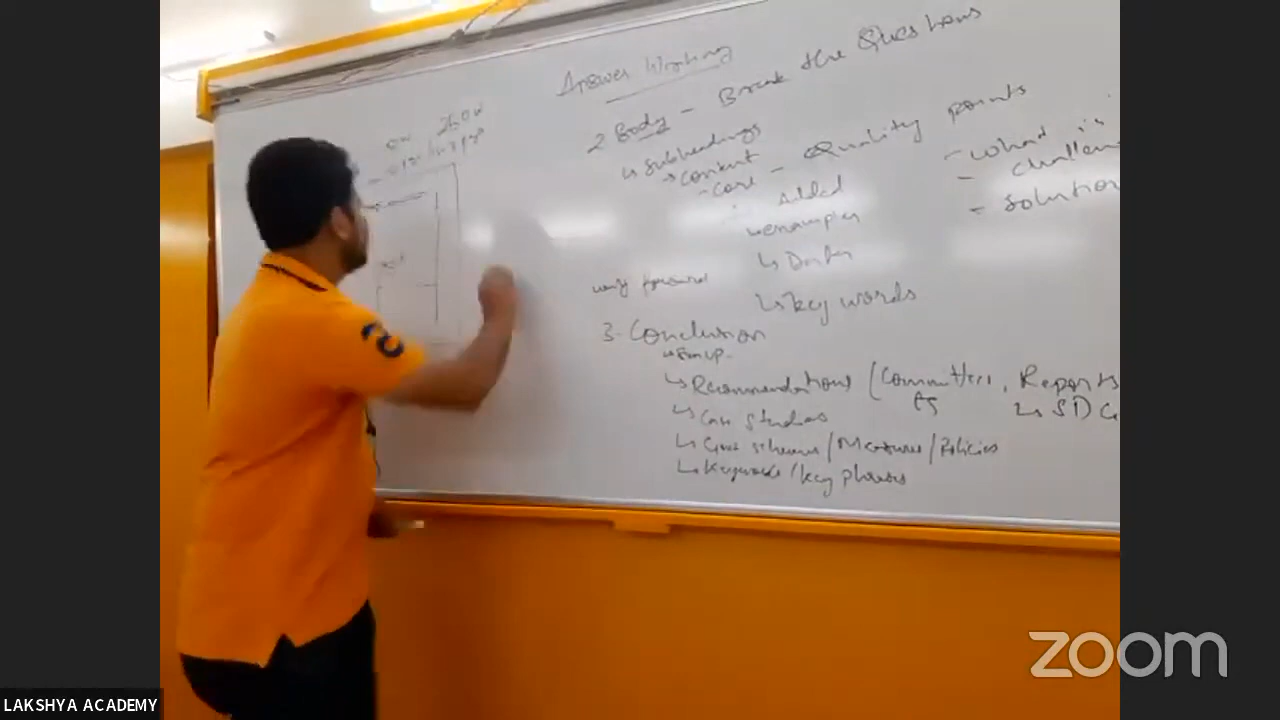 Answer Writing
250 W
2 Body - Break the Questions
↳ Subheadings
→ content
- core - Quality points
- what is
- challen
- solution
Added
↳ examples
↳ Data
↳ key words
way forward
3. Conclusion
↳ Recommendations (Committees, Reports
↳ SDG
↳ Case Studies
↳ Govt schemes / Measures / Policies
↳ Keywords / key phrases
zoom
LAKSHYA ACADEMY